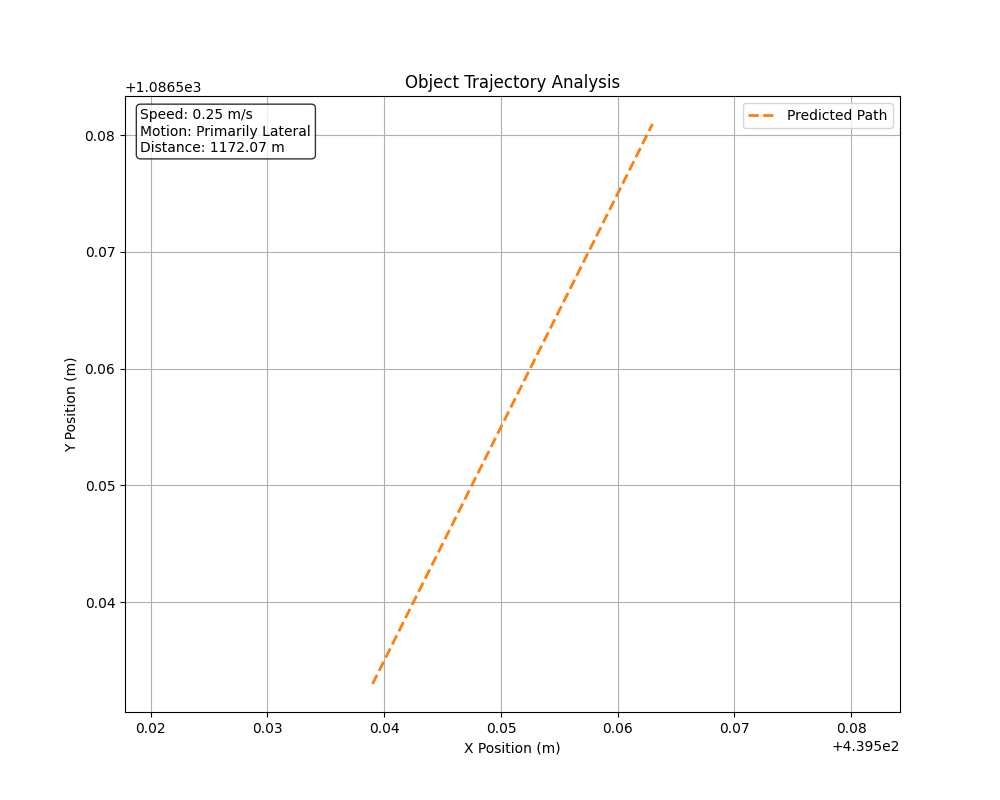 Object Trajectory Analysis
+1.0865e3
Speed: 0.25 m/s
Motion: Primarily Lateral
Distance: 1172.07 m
Predicted Path
0.08
0.07
0.06
0.05
0.04
Y Position (m)
0.02 0.03 0.04 0.05 0.06 0.07 0.08
X Position (m)
+4.395e2